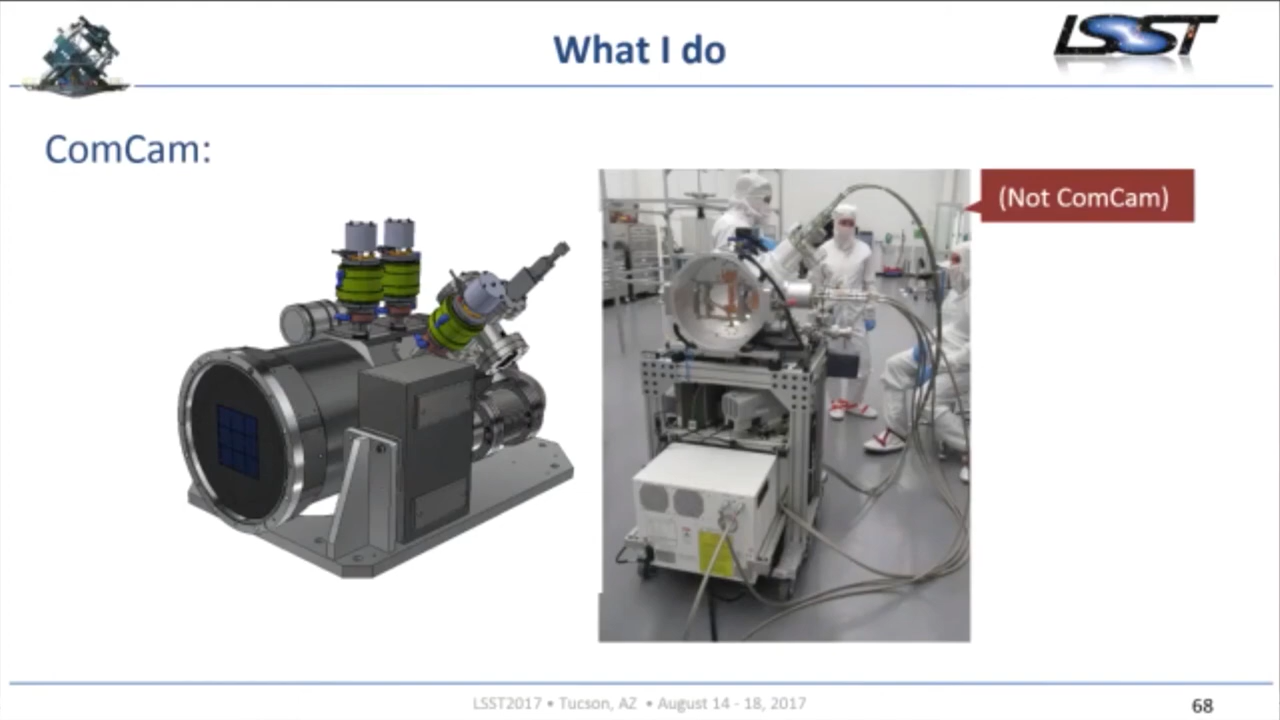 What I do
LSST
ComCam:
(Not ComCam)
LSST2017 • Tucson, AZ • August 14 - 18, 2017
68